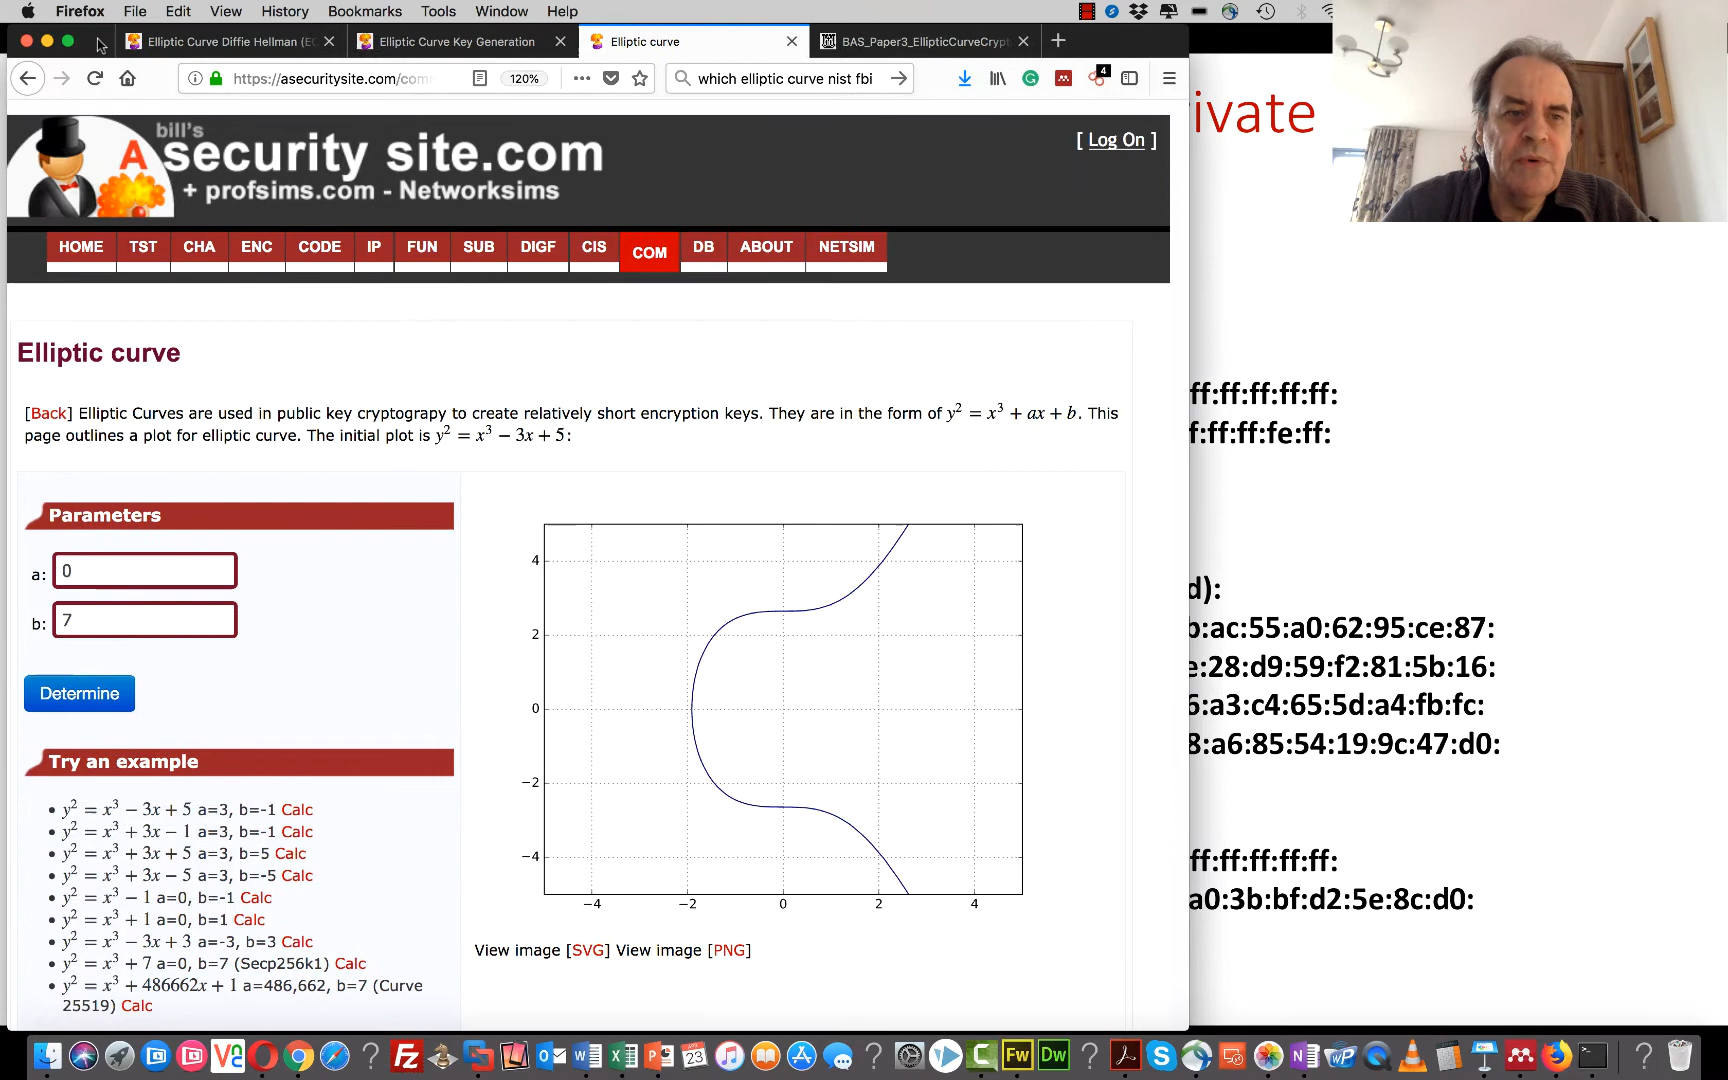 Firefox File Edit View History Bookmarks Tools Window Help
Elliptic Curve Diffie Hellman (EC
Elliptic Curve Key Generation
Elliptic curve
BAS_Paper3_EllipticCurveCrypt
https://asecuritysite.com/com
120%
which elliptic curve nist fbi
4
ivate
bill's
A security site.com
+ profsims.com - Networksims
[ Log On ]
HOME TST CHA ENC CODE IP FUN SUB DIGF CIS COM DB ABOUT NETSIM
Elliptic curve
[Back] Elliptic Curves are used in public key cryptograpy to create relatively short encryption keys. They are in the form of y² = x³ + ax + b. This
page outlines a plot for elliptic curve. The initial plot is y² = x³ − 3x + 5:
Parameters
a: 0
b: 7
Determine
Try an example
• y² = x³ − 3x + 5 a=3, b=-1 Calc
• y² = x³ + 3x − 1 a=3, b=-1 Calc
• y² = x³ + 3x + 5 a=3, b=5 Calc
• y² = x³ + 3x − 5 a=3, b=-5 Calc
• y² = x³ − 1 a=0, b=-1 Calc
• y² = x³ + 1 a=0, b=1 Calc
• y² = x³ − 3x + 3 a=-3, b=3 Calc
• y² = x³ + 7 a=0, b=7 (Secp256k1) Calc
• y² = x³ + 486662x + 1 a=486,662, b=7 (Curve
25519) Calc
4
2
0
−2
−4
−4 −2 0 2 4
View image [SVG] View image [PNG]
ff:ff:ff:ff:ff:
f:ff:ff:fe:ff:
d):
b:ac:55:a0:62:95:ce:87:
e:28:d9:59:f2:81:5b:16:
6:a3:c4:65:5d:a4:fb:fc:
8:a6:85:54:19:9c:47:d0:
ff:ff:ff:ff:ff:
a0:3b:bf:d2:5e:8c:d0:
23
Fw Dw